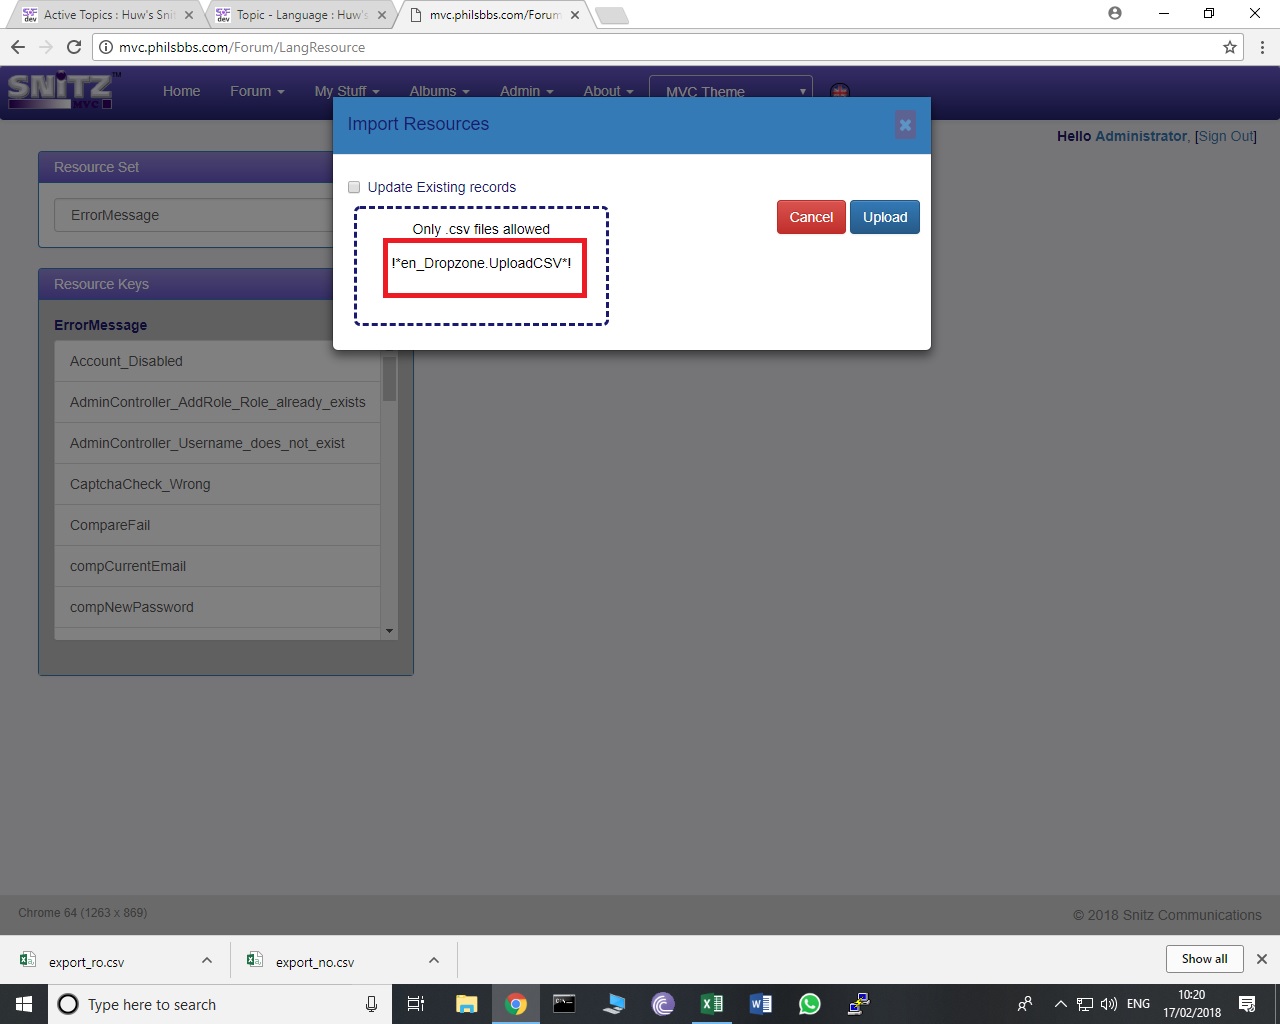 Active Topics : Huw's Sni
Topic - Language : Huw's
mvc.philsbbs.com/Forum
mvc.philsbbs.com/Forum/LangResource
SNiTZ™
MVC
Home
Forum
My Stuff
Albums
Admin
About
MVC Theme
Hello Administrator, [Sign Out]
Import Resources
Update Existing records
Only .csv files allowed
!*en_Dropzone.UploadCSV*!
Cancel
Upload
Resource Set
ErrorMessage
Resource Keys
ErrorMessage
Account_Disabled
AdminController_AddRole_Role_already_exists
AdminController_Username_does_not_exist
CaptchaCheck_Wrong
CompareFail
compCurrentEmail
compNewPassword
Chrome 64 (1263 x 869)
© 2018 Snitz Communications
export_ro.csv
export_no.csv
Show all
Type here to search
ENG
10:20
17/02/2018